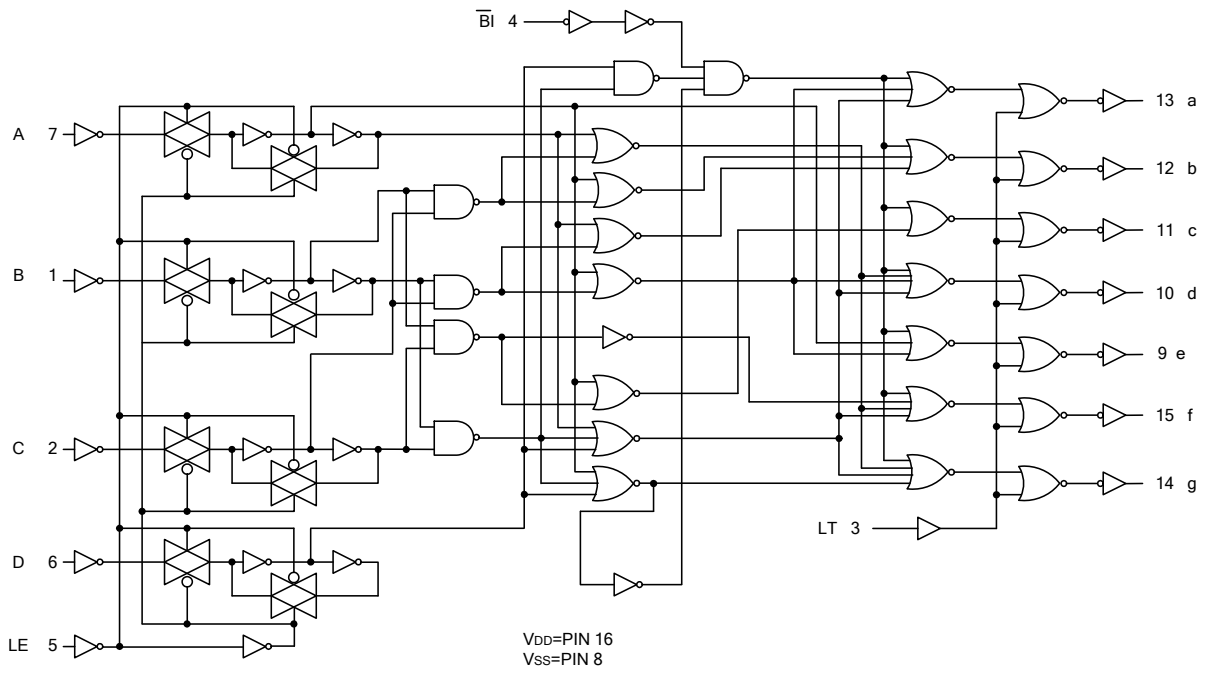 B̅I̅ 4
A 7
13 a
12 b
11 c
B 1
10 d
9 e
15 f
C 2
14 g
LT 3
D 6
LE 5
VDD=PIN 16
VSS=PIN 8